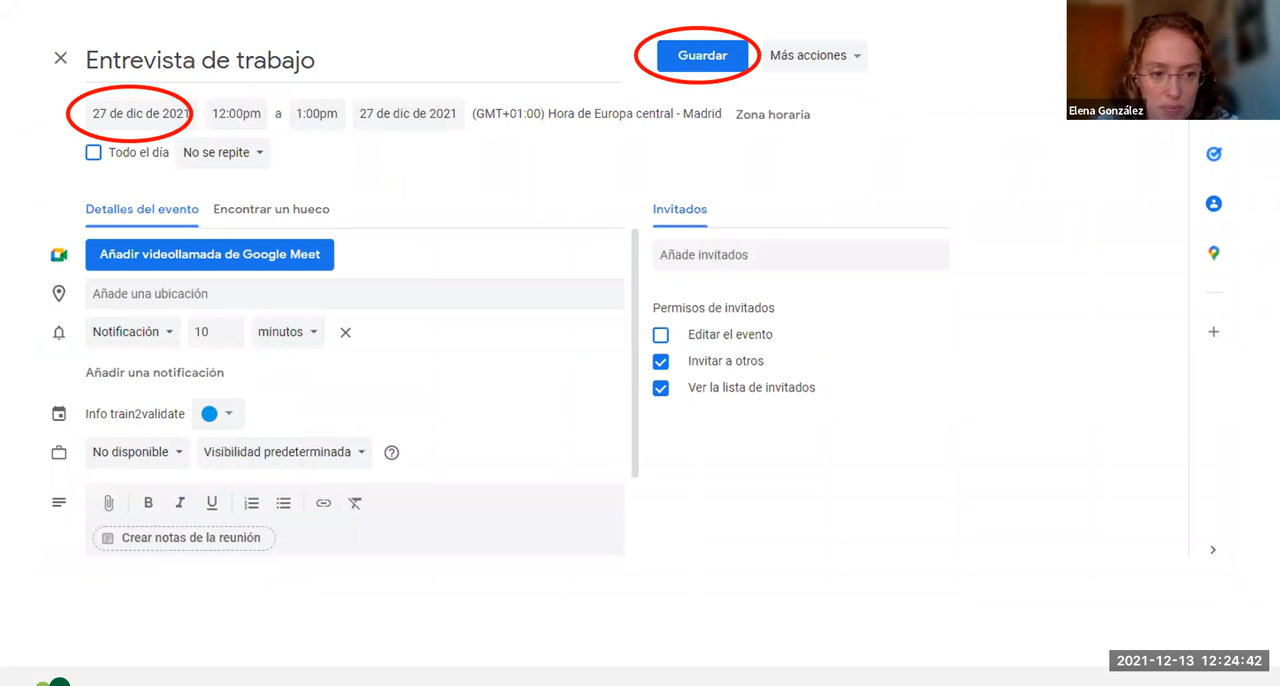 Entrevista de trabajo
Guardar
Más acciones
Elena González
27 de dic de 2021 12:00pm a 1:00pm 27 de dic de 2021 (GMT+01:00) Hora de Europa central - Madrid Zona horaria
Todo el día No se repite
Detalles del evento Encontrar un hueco
Invitados
Añadir videollamada de Google Meet
Añade invitados
Añade una ubicación
Permisos de invitados
Notificación 10 minutos
Editar el evento
Invitar a otros
Añadir una notificación
Ver la lista de invitados
Info train2validate
No disponible Visibilidad predeterminada
B I U
Crear notas de la reunión
2021-12-13 12:24:42